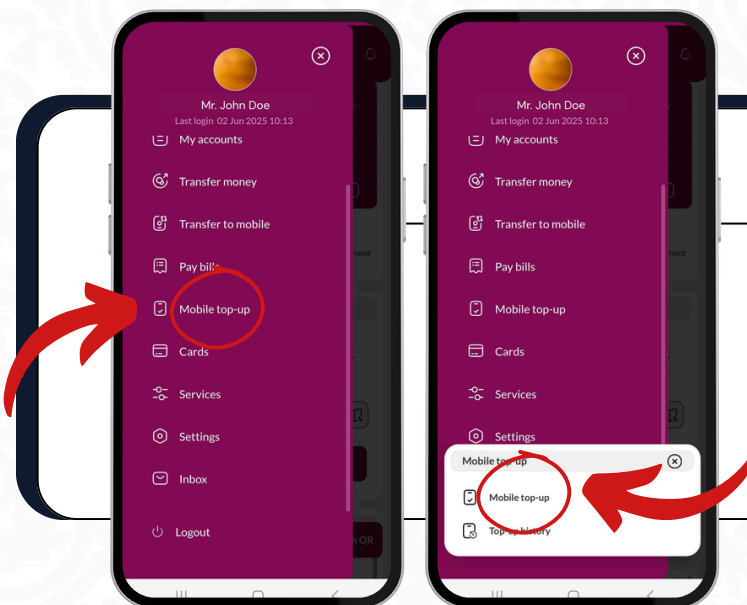 Mr. John Doe
Last login 02 Jun 2025 10:13
My accounts
Transfer money
Transfer to mobile
Pay bills
Mobile top-up
Cards
Services
Settings
Inbox
Logout
ment
QR
Mr. John Doe
Last login 02 Jun 2025 10:13
My accounts
Transfer money
Transfer to mobile
Pay bills
Mobile top-up
Cards
Services
Settings
Mobile top-up
Mobile top-up
Top-up history
ment